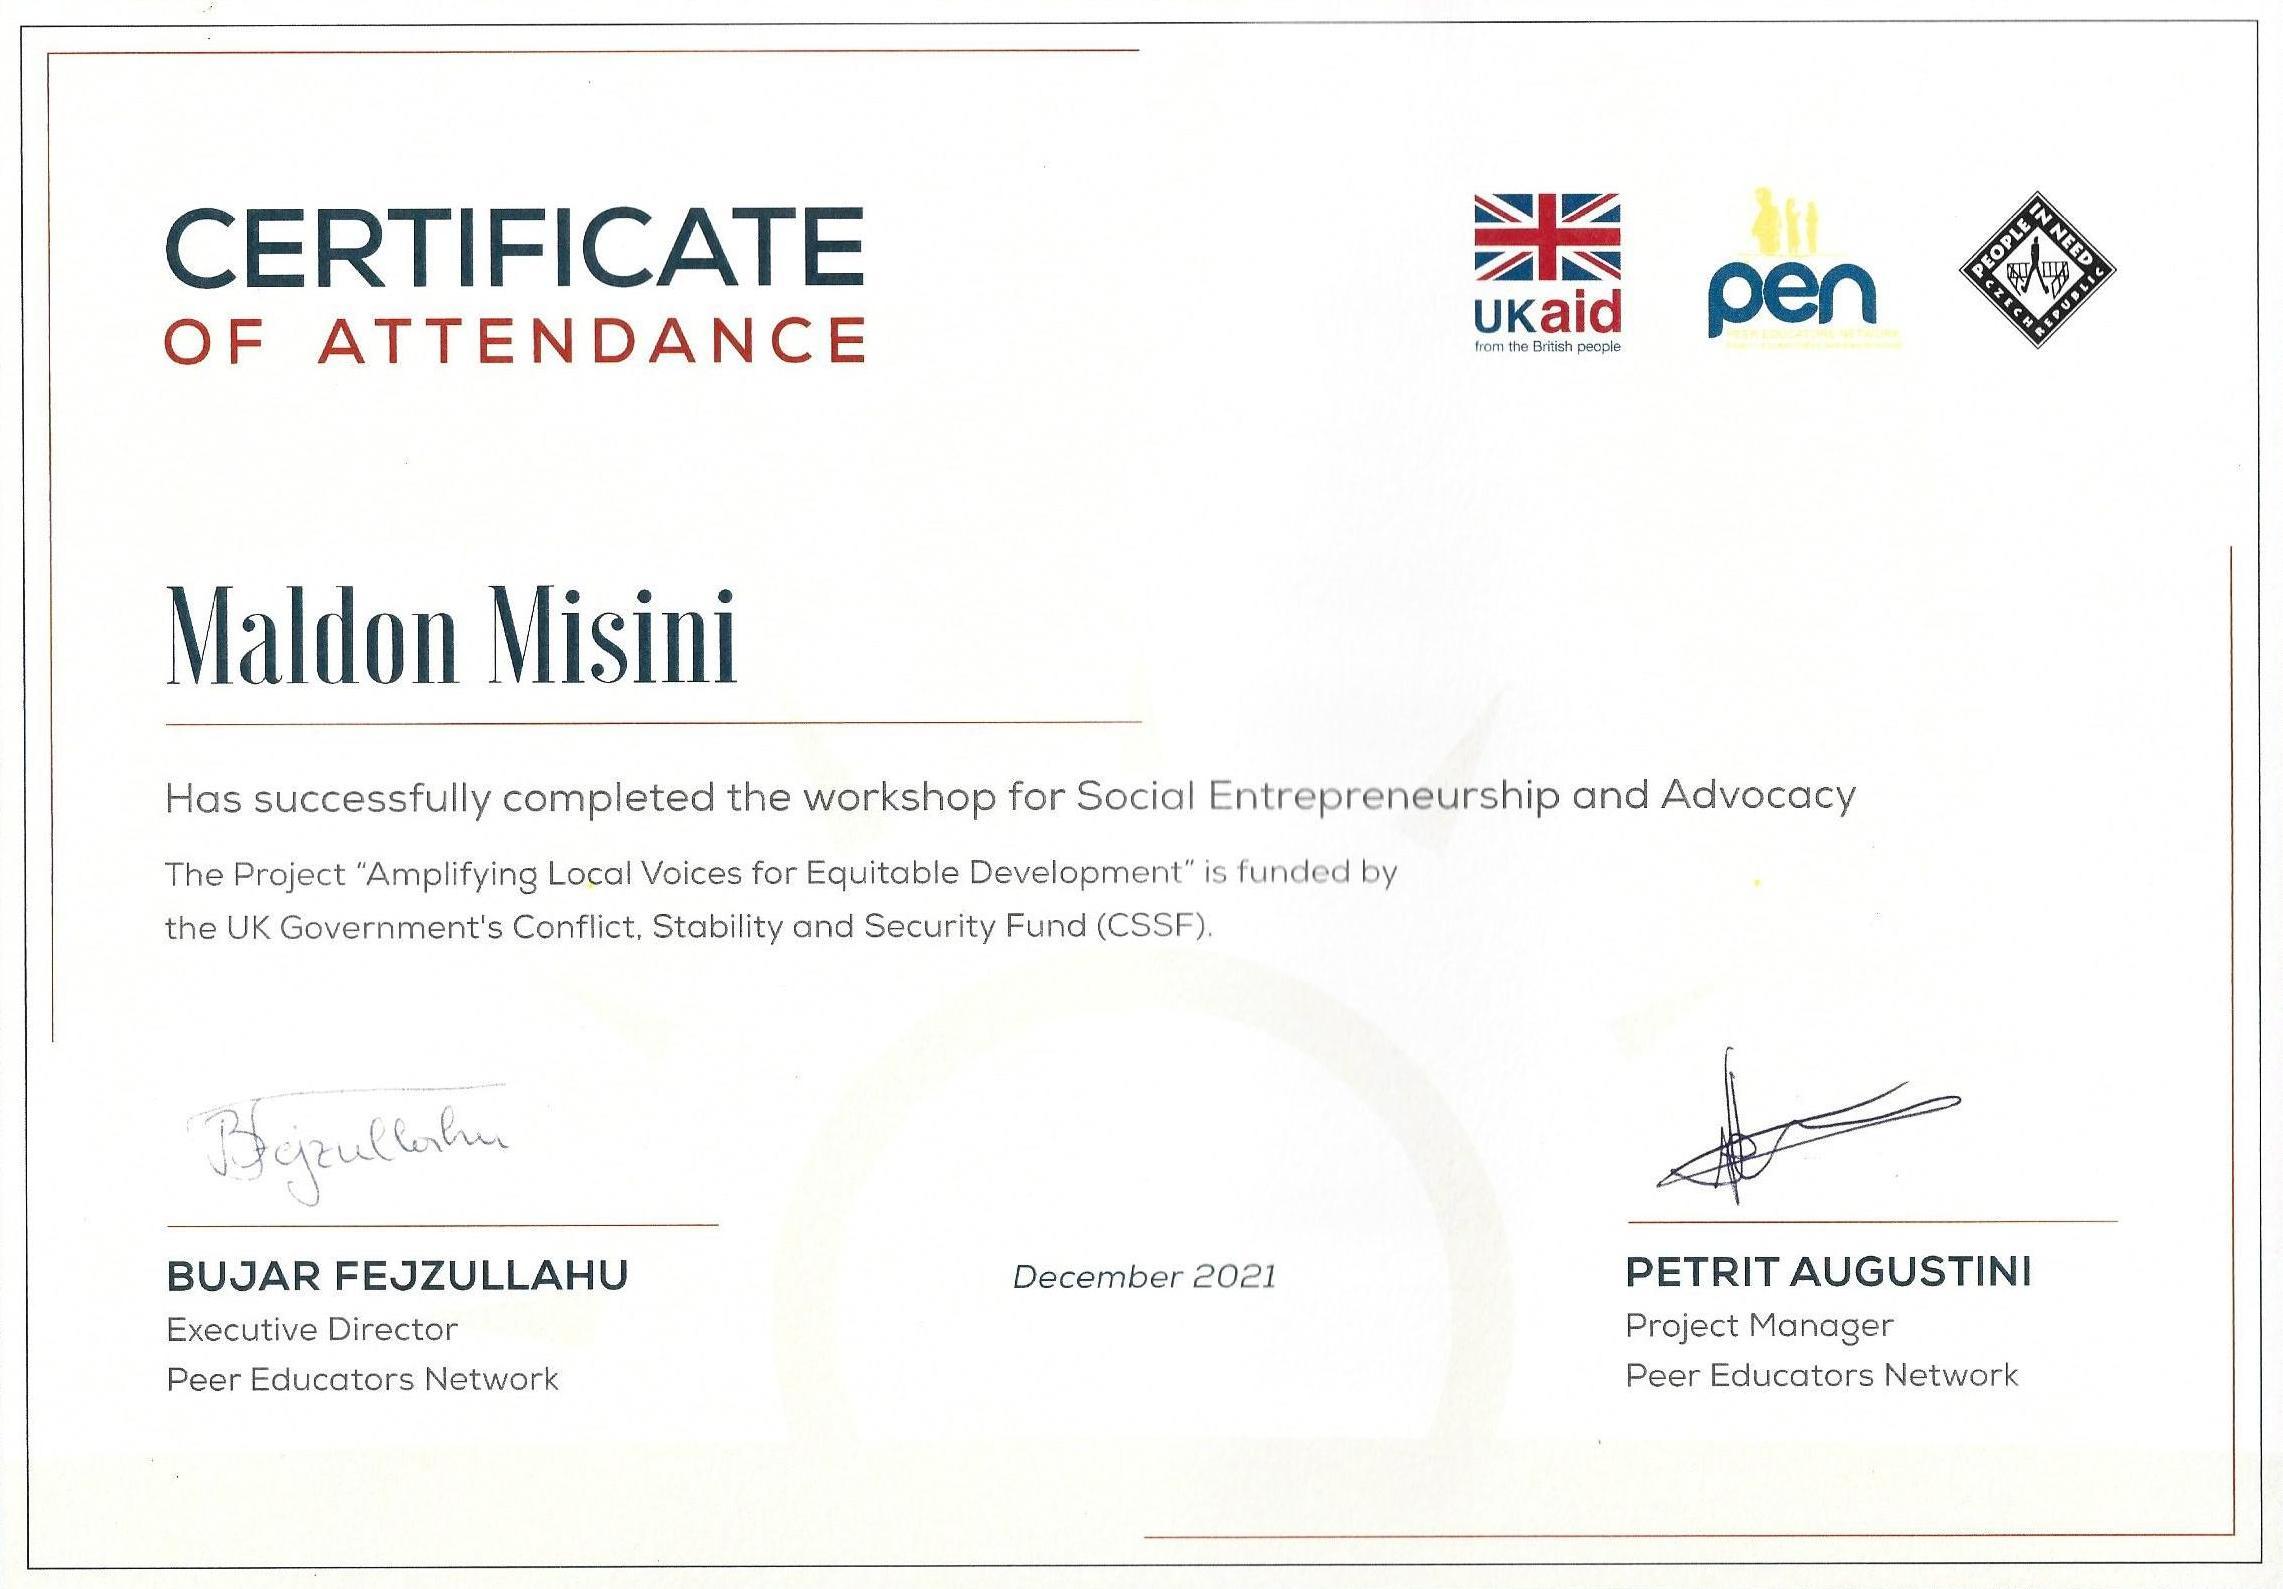 CERTIFICATE
OF ATTENDANCE
UKaid
from the British people
pen
PEER EDUCATORS NETWORK
PEOPLE IN NEED
CZECH REPUBLIC
Maldon Misini
Has successfully completed the workshop for Social Entrepreneurship and Advocacy
The Project “Amplifying Local Voices for Equitable Development” is funded by
the UK Government's Conflict, Stability and Security Fund (CSSF).
BFejzullahu
BUJAR FEJZULLAHU
Executive Director
Peer Educators Network
December 2021
PETRIT AUGUSTINI
Project Manager
Peer Educators Network